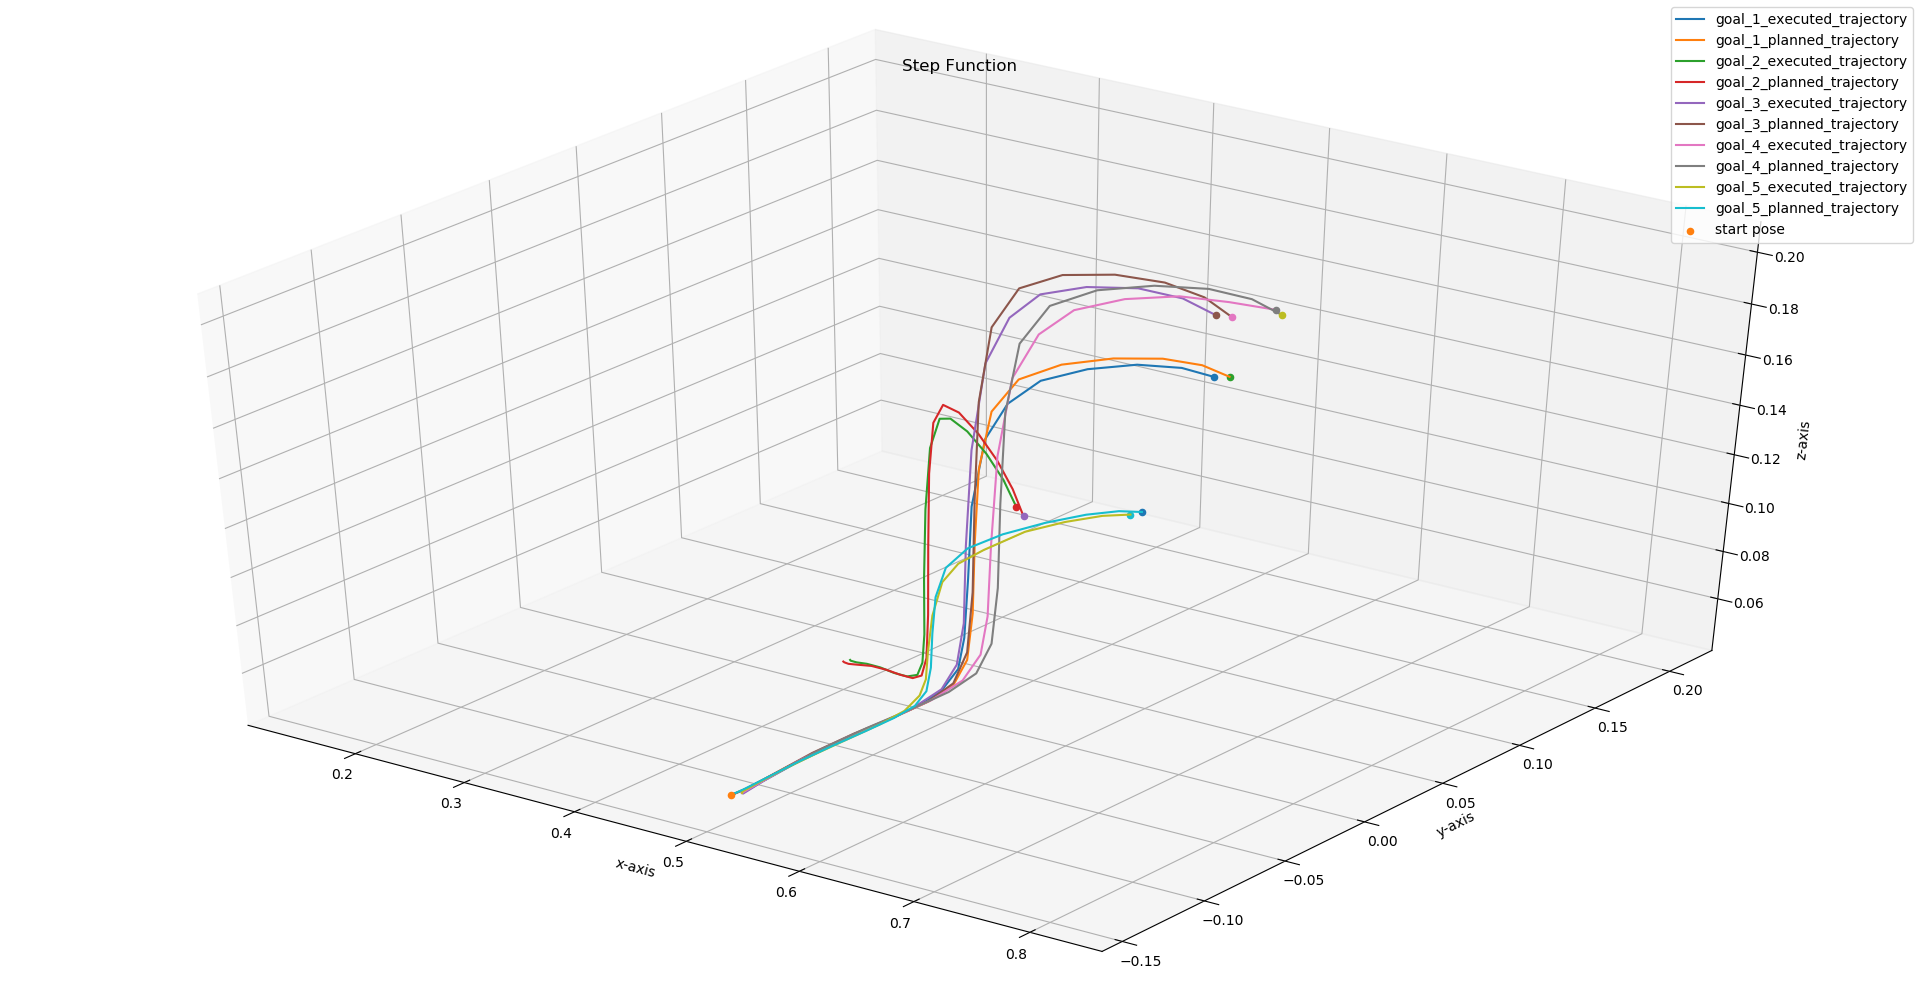 Step Function
goal_1_executed_trajectory
goal_1_planned_trajectory
goal_2_executed_trajectory
goal_2_planned_trajectory
goal_3_executed_trajectory
goal_3_planned_trajectory
goal_4_executed_trajectory
goal_4_planned_trajectory
goal_5_executed_trajectory
goal_5_planned_trajectory
start pose
0.20
0.18
0.16
0.14
0.12
0.10
0.08
0.06
z-axis
0.2
0.3
0.4
0.5
0.6
0.7
0.8
x-axis
0.20
0.15
0.10
0.05
0.00
−0.05
−0.10
−0.15
y-axis